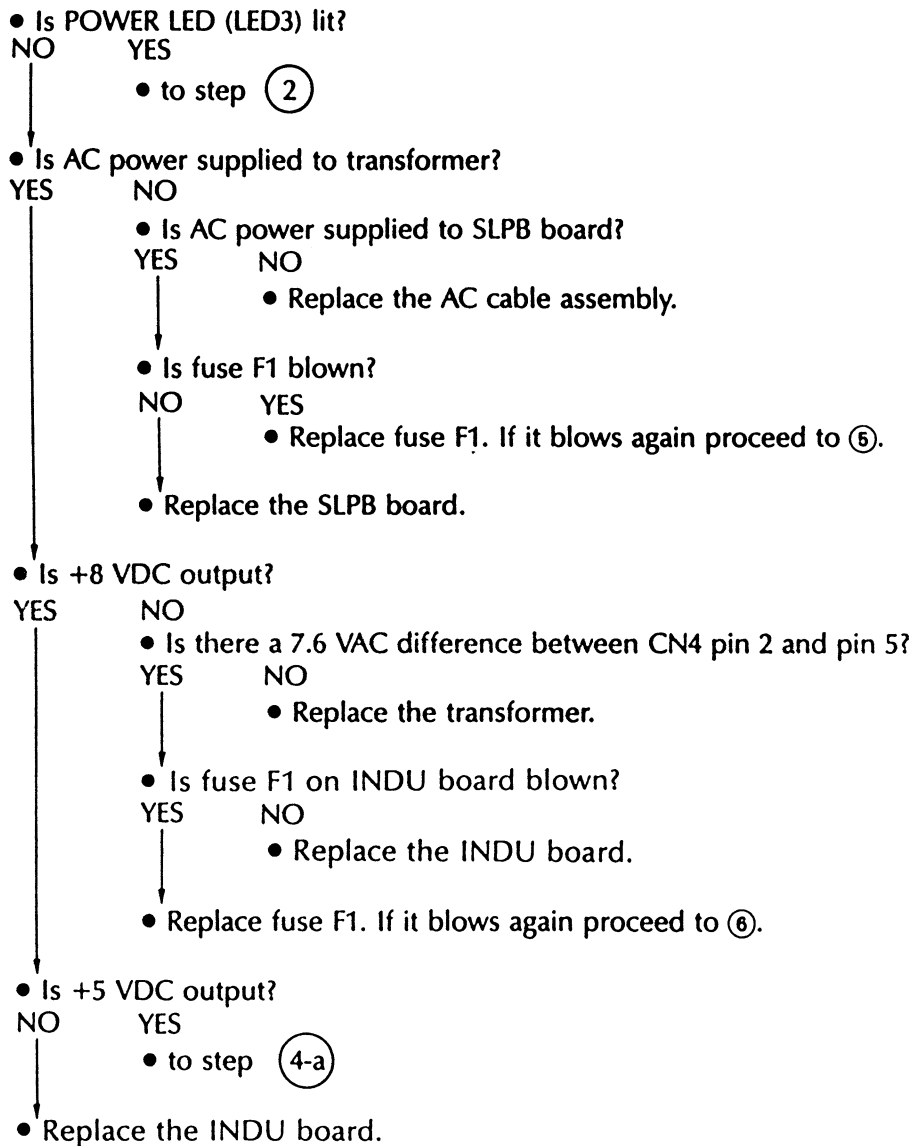 • Is POWER LED (LED3) lit?
NO YES
• to step 2
• Is AC power supplied to transformer?
YES NO
• Is AC power supplied to SLPB board?
YES NO
• Replace the AC cable assembly.
• Is fuse F1 blown?
NO YES
• Replace fuse F1. If it blows again proceed to ⑤.
• Replace the SLPB board.
• Is +8 VDC output?
YES NO
• Is there a 7.6 VAC difference between CN4 pin 2 and pin 5?
YES NO
• Replace the transformer.
• Is fuse F1 on INDU board blown?
YES NO
• Replace the INDU board.
• Replace fuse F1. If it blows again proceed to ⑥.
• Is +5 VDC output?
NO YES
• to step 4-a
• Replace the INDU board.